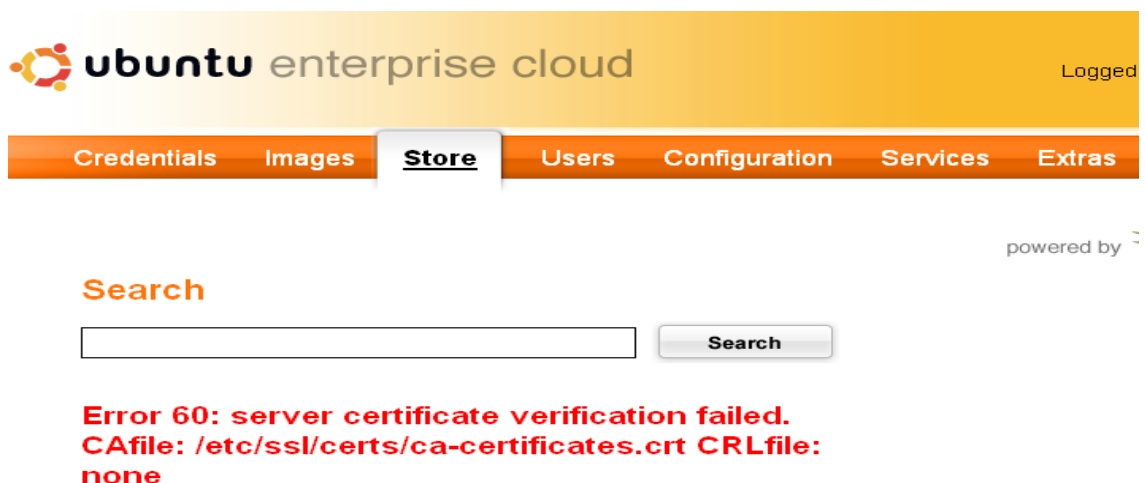 ubuntu enterprise cloud
Logged
Credentials Images Store Users Configuration Services Extras
powered by
Search
Search
Error 60: server certificate verification failed.
CAfile: /etc/ssl/certs/ca-certificates.crt CRLfile:
none